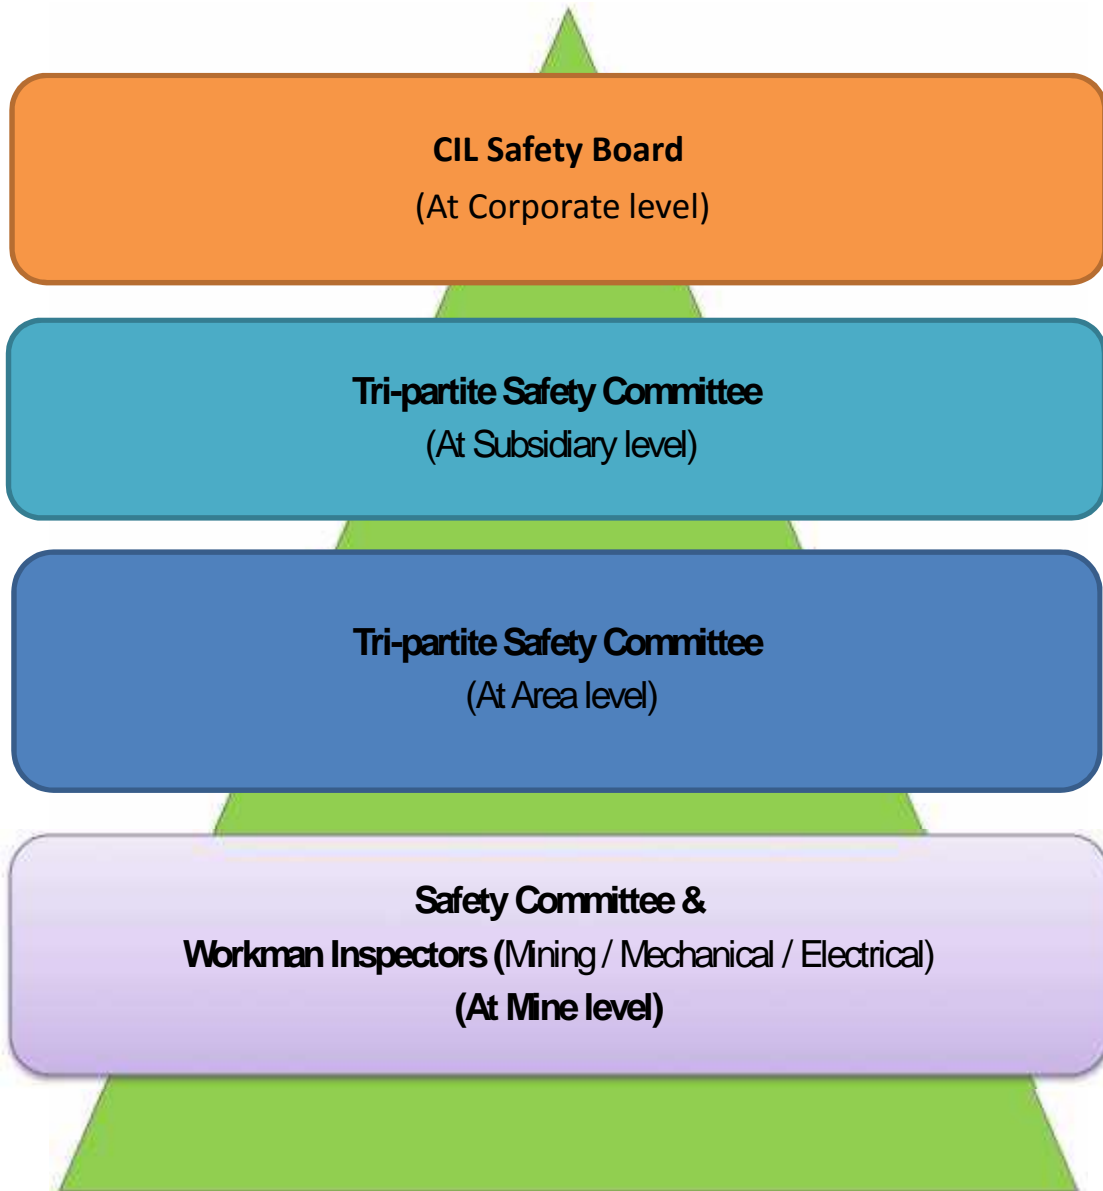 CIL Safety Board
(At Corporate level)
Tri-partite Safety Committee
(At Subsidiary level)
Tri-partite Safety Committee
(At Area level)
Safety Committee &
Workman Inspectors (Mining / Mechanical / Electrical)
(At Mine level)